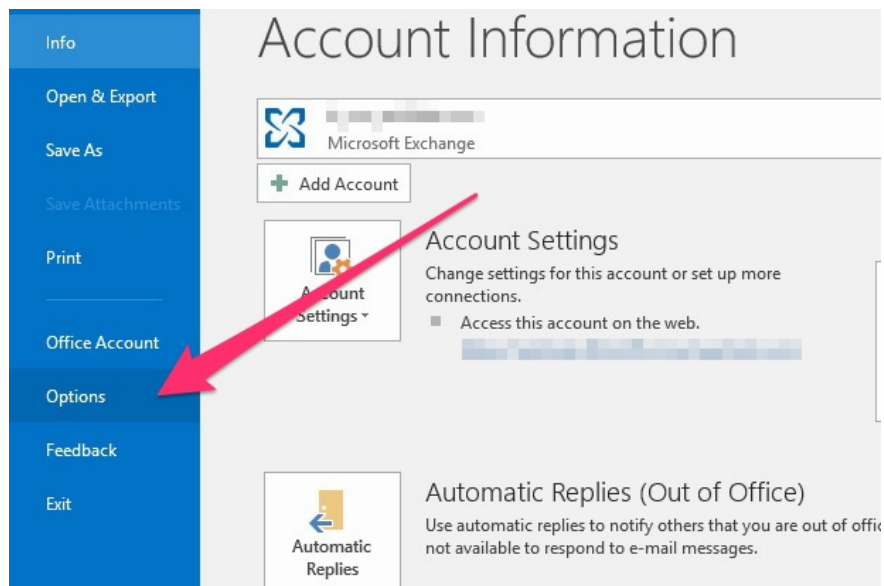 Info
Open & Export
Save As
Save Attachments
Print
Office Account
Options
Feedback
Exit
Account Information
Microsoft Exchange
Add Account
Account
Settings
Account Settings
Change settings for this account or set up more
connections.
Access this account on the web.
Automatic
Replies
Automatic Replies (Out of Office)
Use automatic replies to notify others that you are out of offic
not available to respond to e-mail messages.